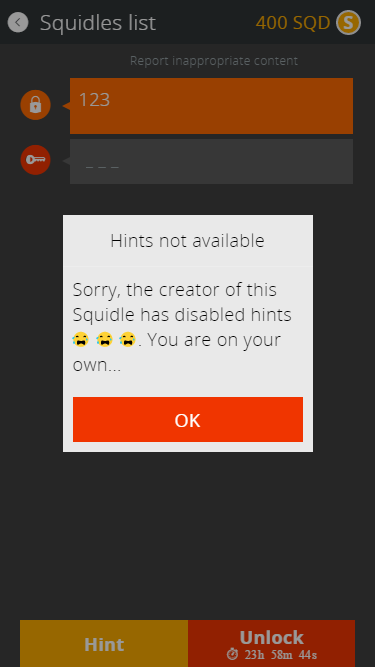 Squidles list
400 SQD S
Report inappropriate content
123
_ _ _
Hints not available
Sorry, the creator of this
Squidle has disabled hints
😭 😭 😭. You are on your
own...
OK
Hint
Unlock
23h 58m 44s